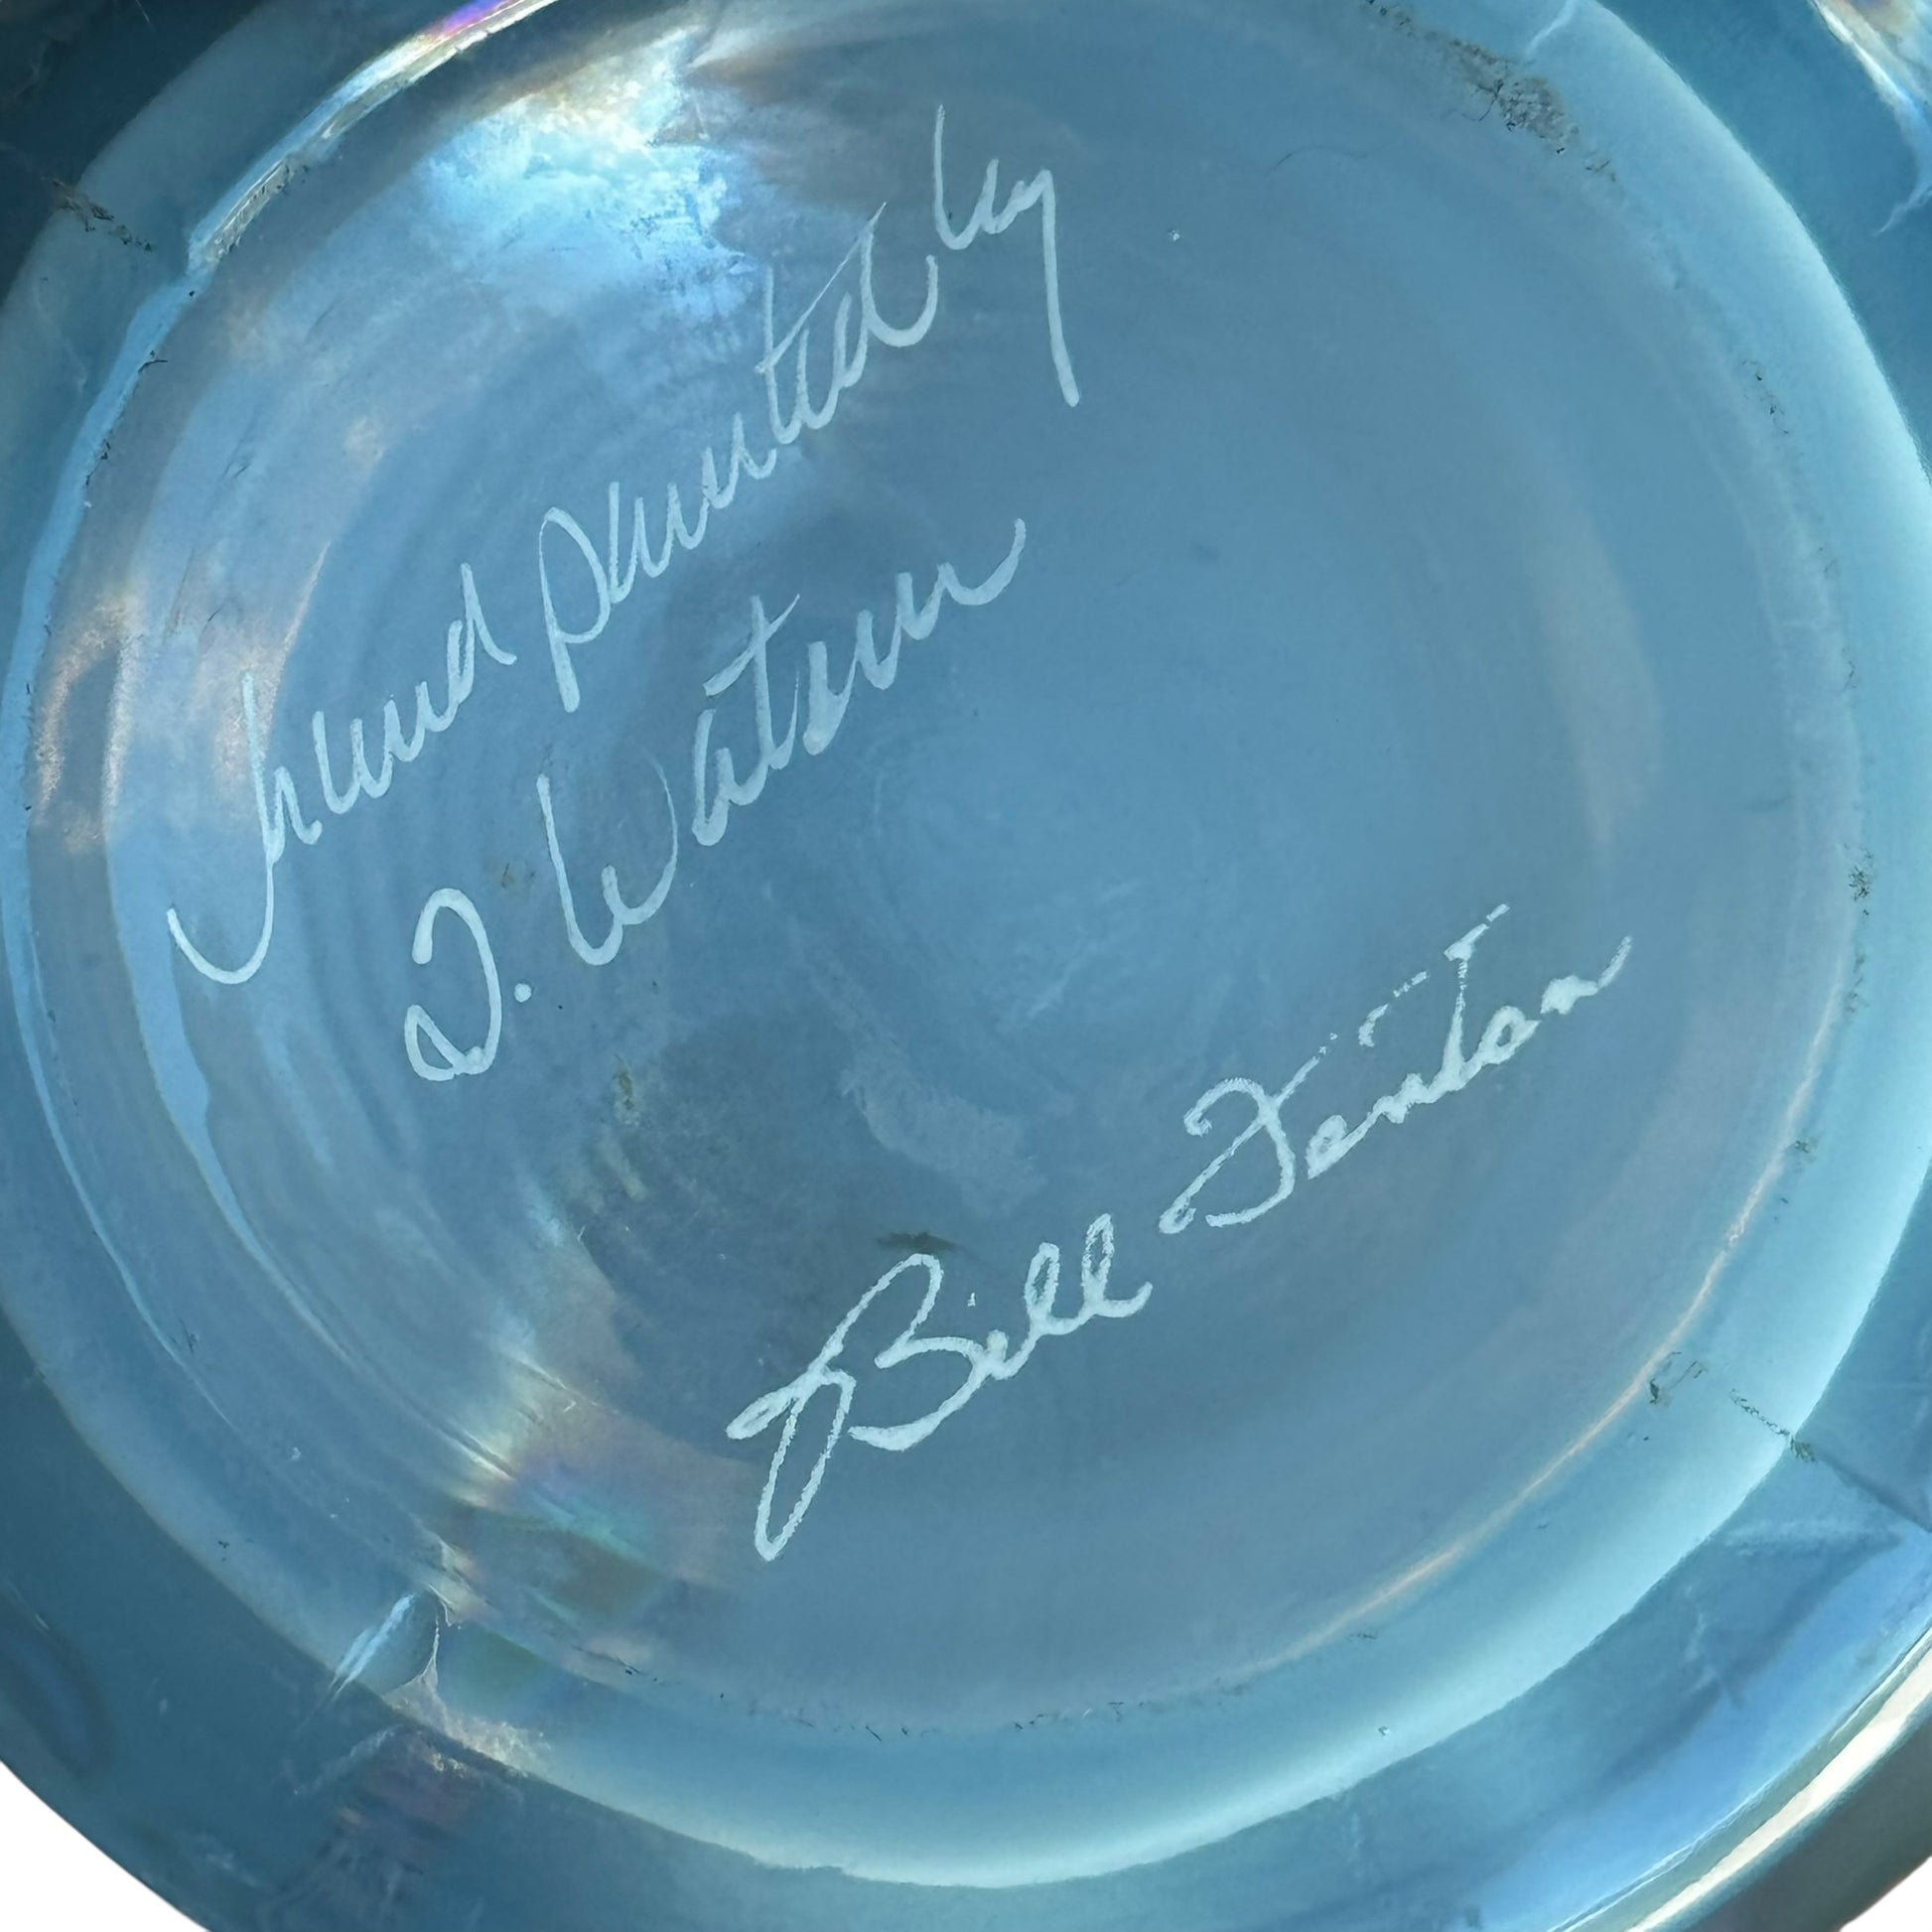 hand painted by
D. Watson
Bill Fenton